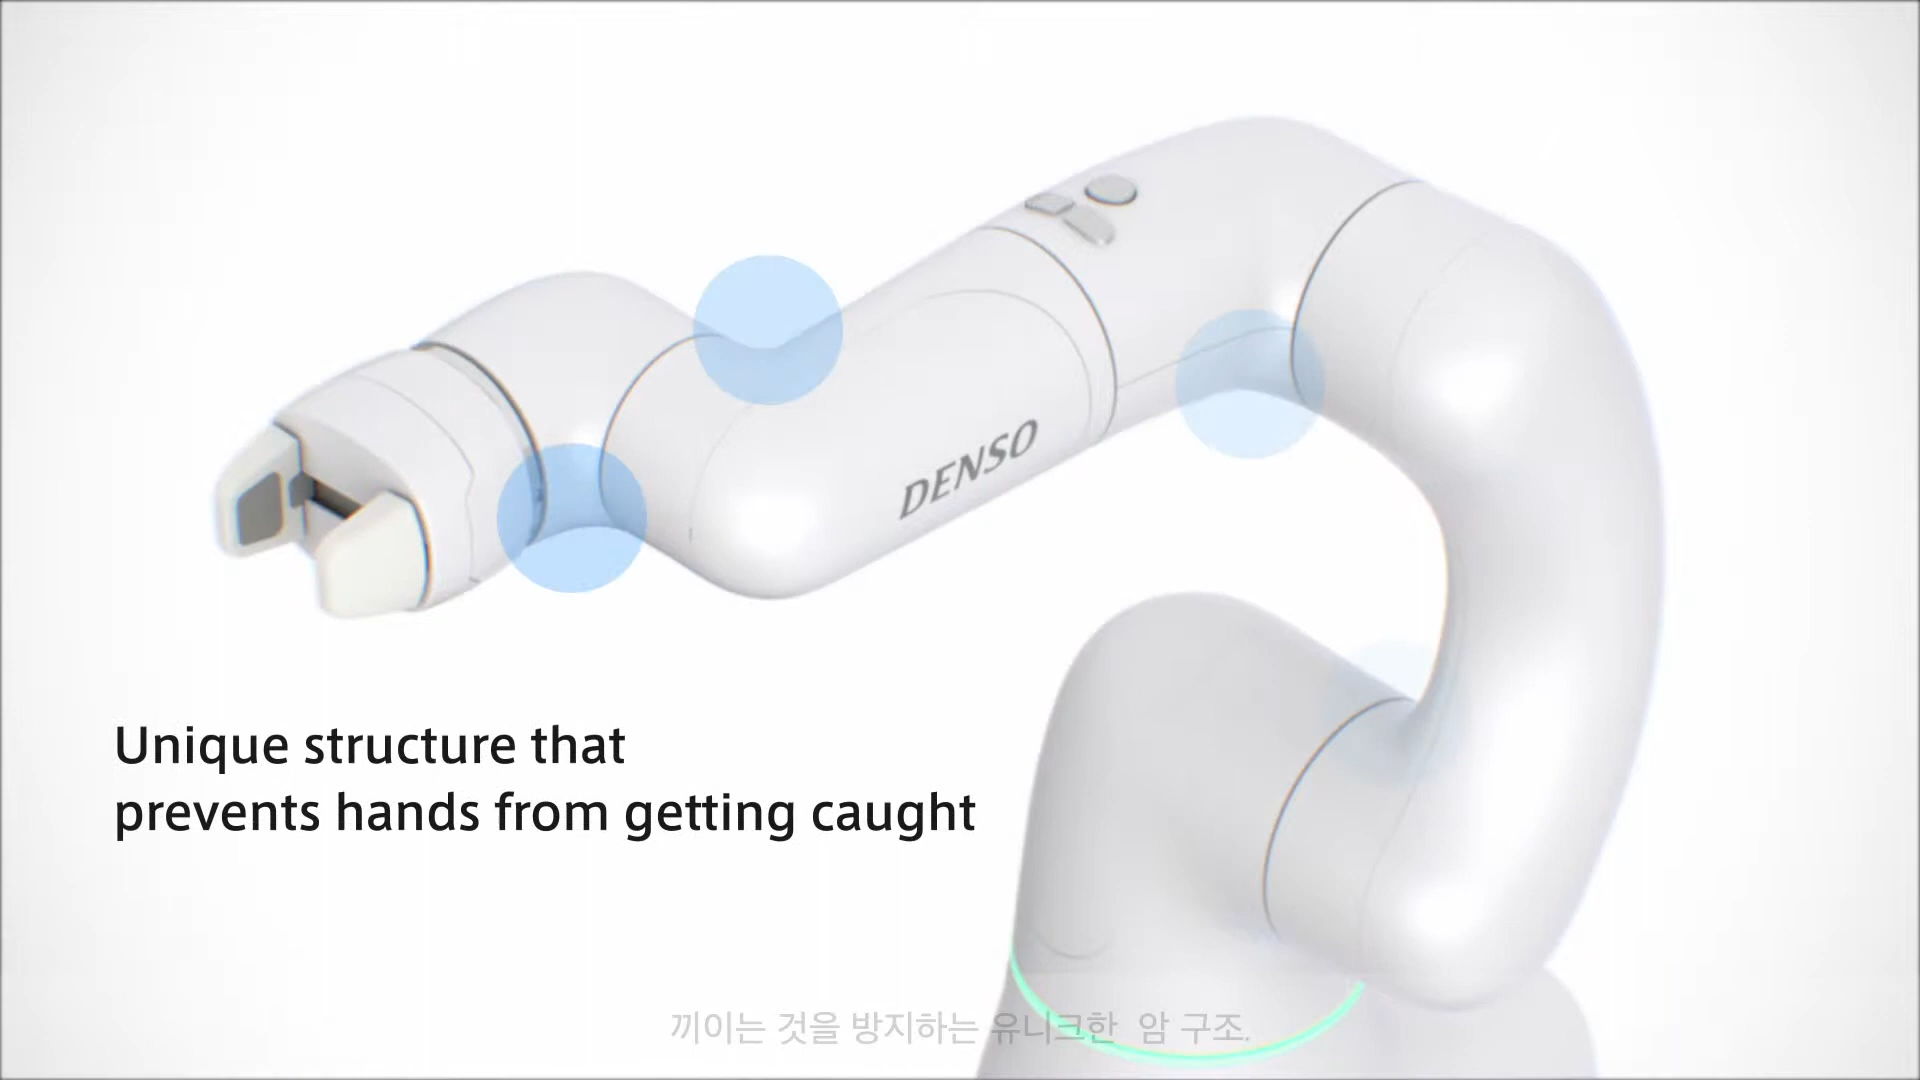 DENSO
Unique structure that
prevents hands from getting caught
끼이는 것을 방지하는 유니크한 암 구조.